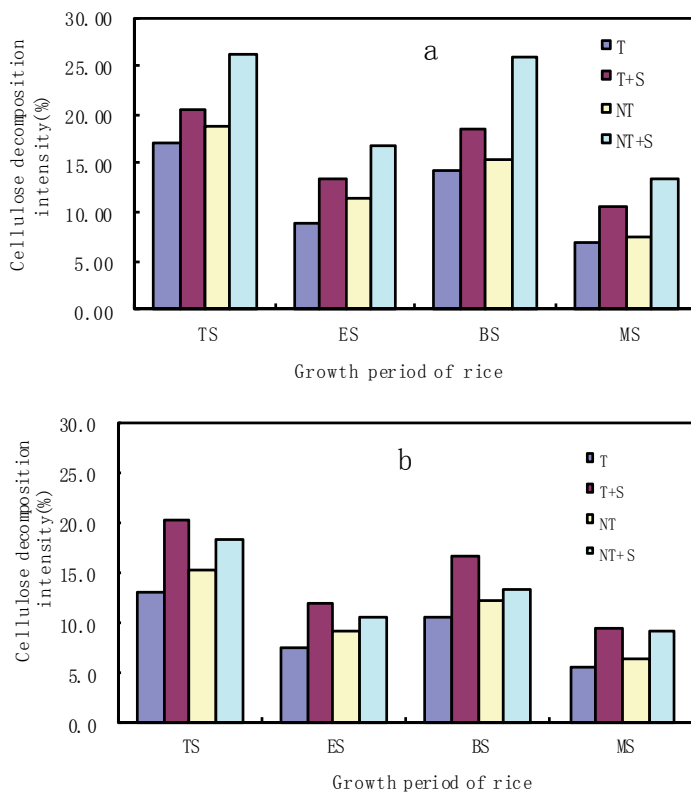 a
Cellulose decomposition
intensity(%)
30.00
25.00
20.00
15.00
10.00
5.00
0.00
T
T+S
NT
NT+S
TS ES BS MS
Growth period of rice
b
Cellulose decomposition
intensity(%)
30.0
25.0
20.0
15.0
10.0
5.0
0.0
T
T+S
NT
NT+S
TS ES BS MS
Growth period of rice